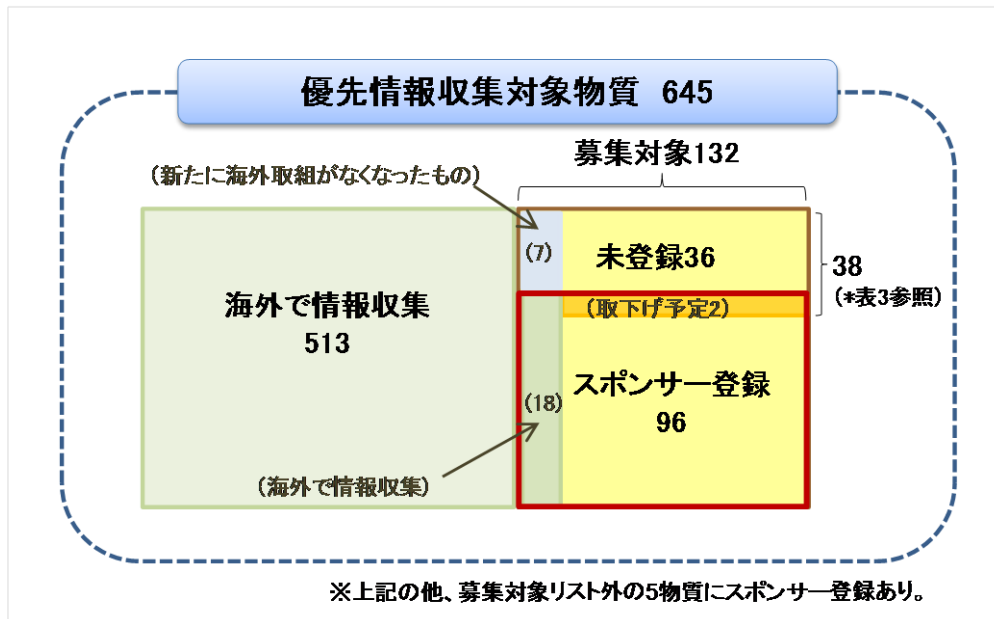 優先情報収集対象物質 645
募集対象132
(新たに海外取組がなくなったもの)
(7)
未登録36
38
(*表3参照)
(取下げ予定2)
海外で情報収集
513
スポンサー登録
96
(18)
(海外で情報収集)
※上記の他、募集対象リスト外の5物質にスポンサー登録あり。